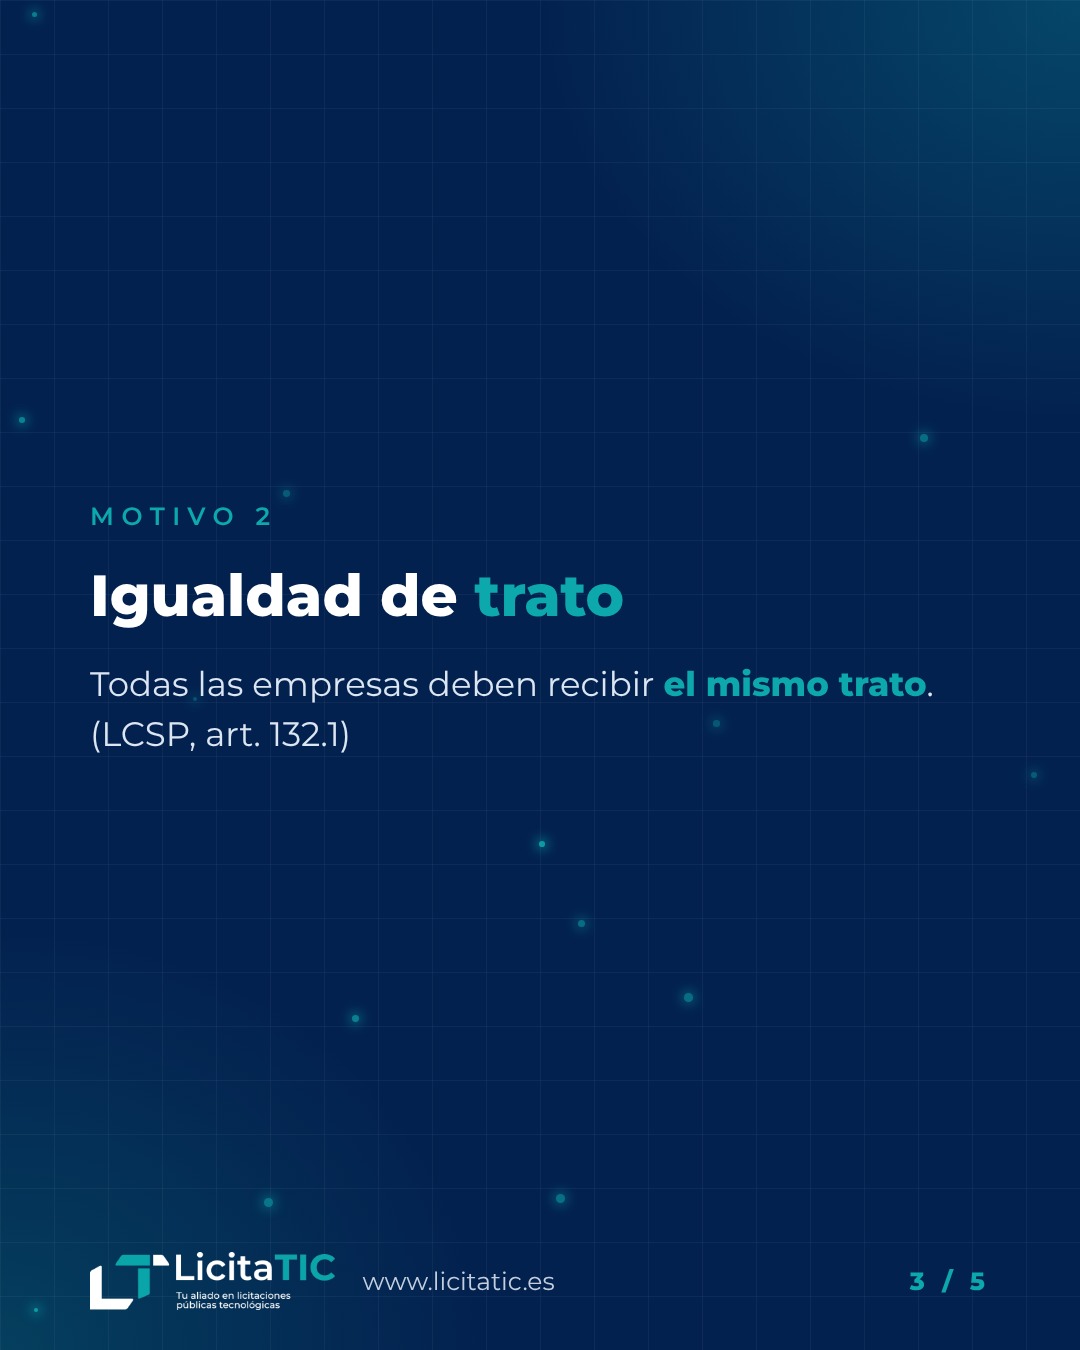 MOTIVO 2
Igualdad de trato
Todas las empresas deben recibir el mismo trato.
(LCSP, art. 132.1)
LicitaTIC
Tu aliado en licitaciones
públicas tecnológicas
www.licitatic.es
3 / 5